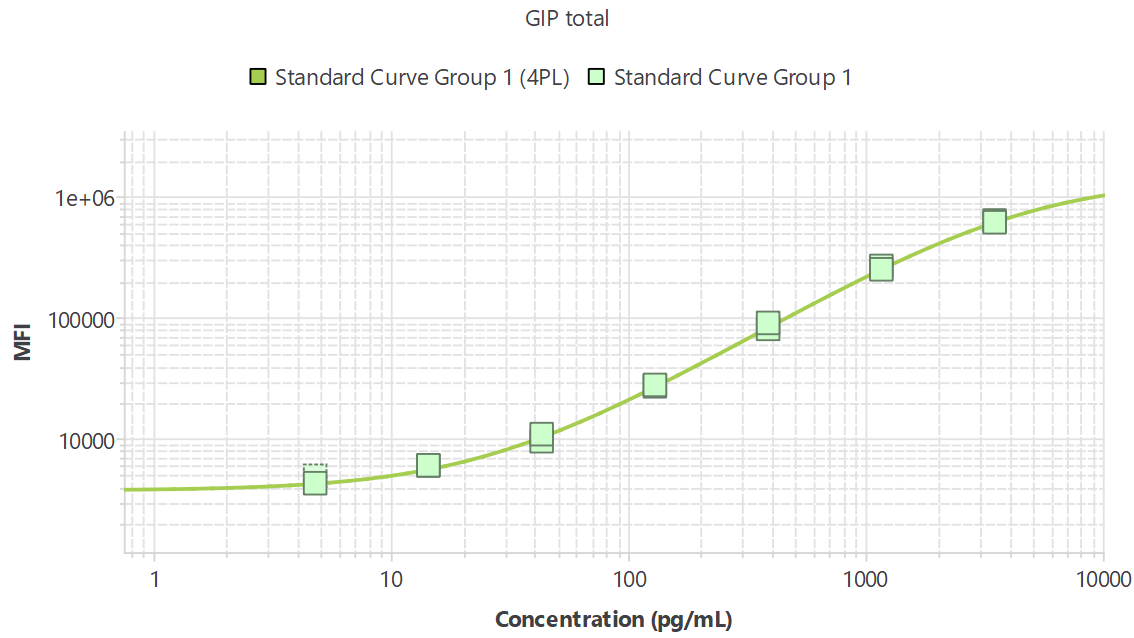 GIP total
Standard Curve Group 1 (4PL) Standard Curve Group 1
1e+06
100000
10000
MFI
1 10 100 1000 10000
Concentration (pg/mL)